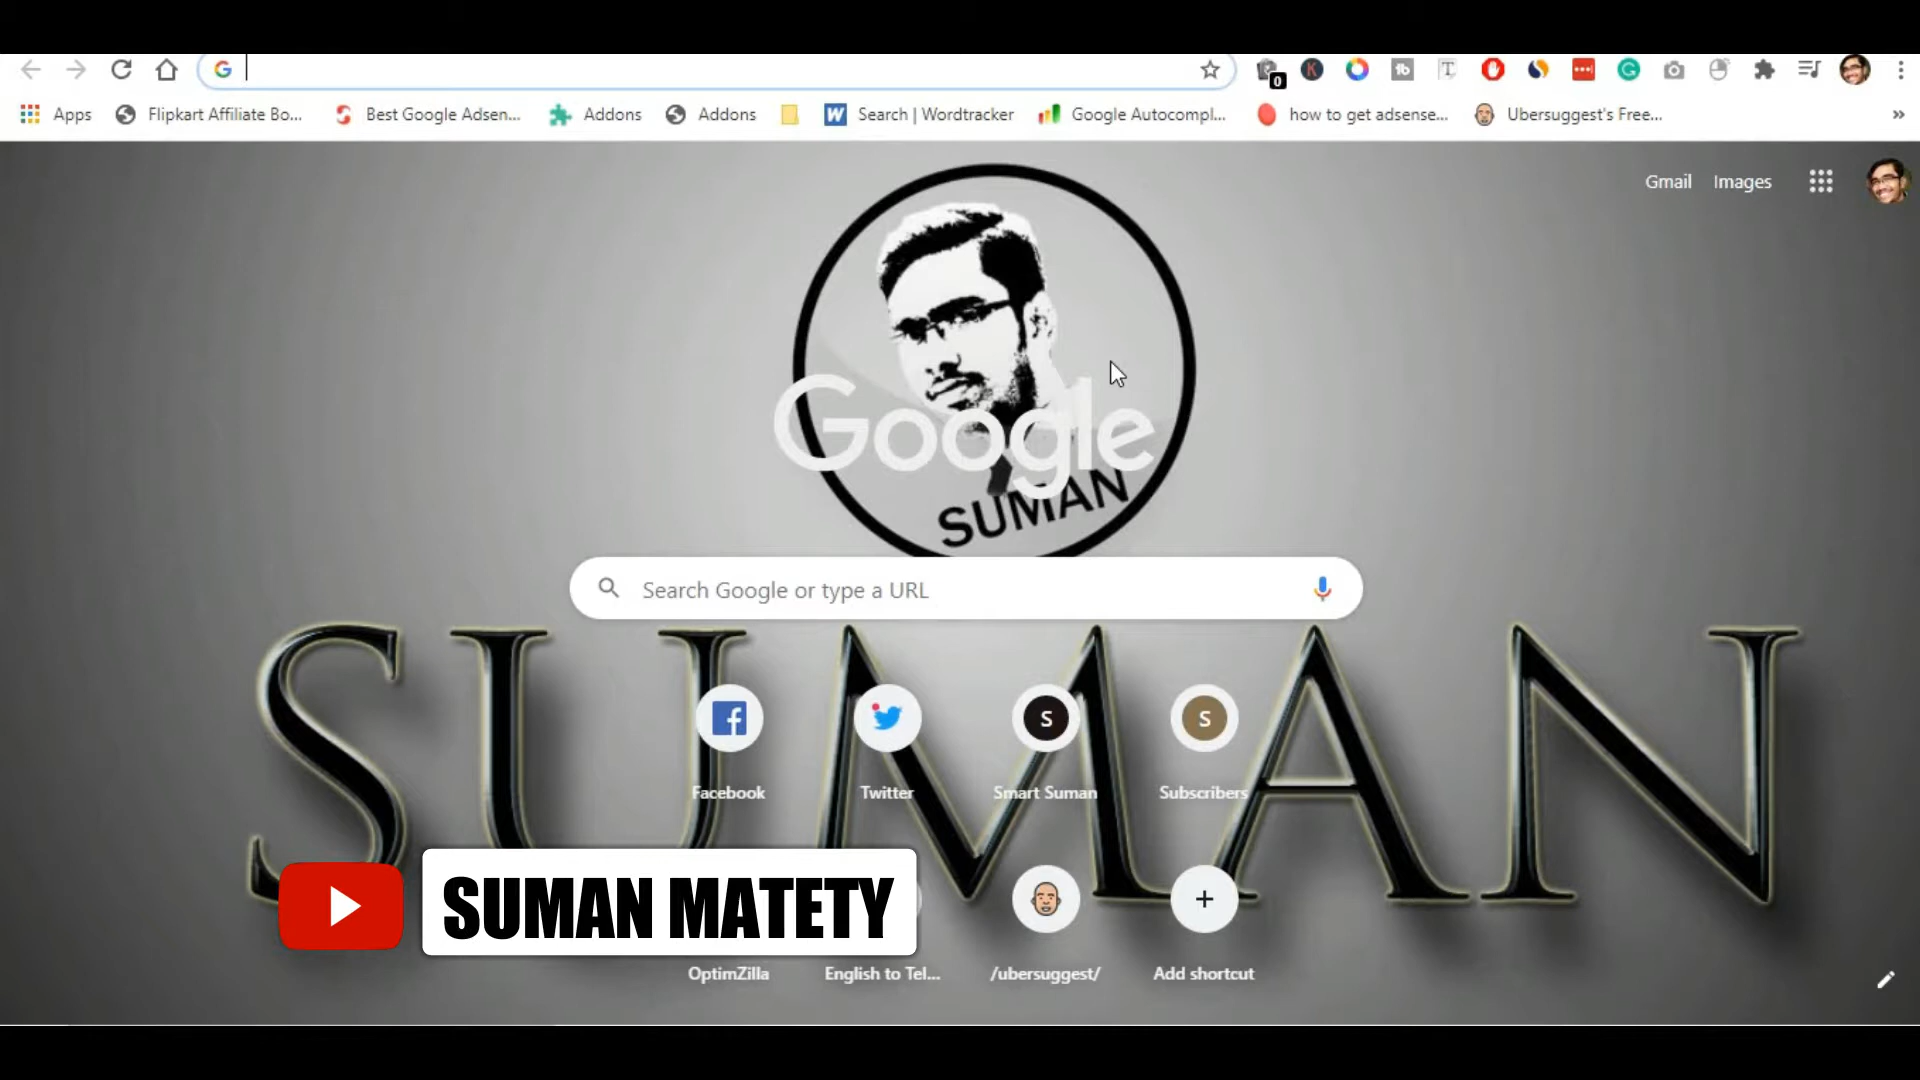 0
Apps
Flipkart Affiliate Bo...
Best Google Adsen...
Addons
Addons
Search | Wordtracker
Google Autocompl...
how to get adsense...
Ubersuggest's Free...
»
Gmail
Images
Google
SUMAN
Search Google or type a URL
SUMAN
S
S
Facebook
Twitter
Smart Suman
Subscribers
SUMAN MATETY
OptimZilla
English to Tel...
/ubersuggest/
Add shortcut